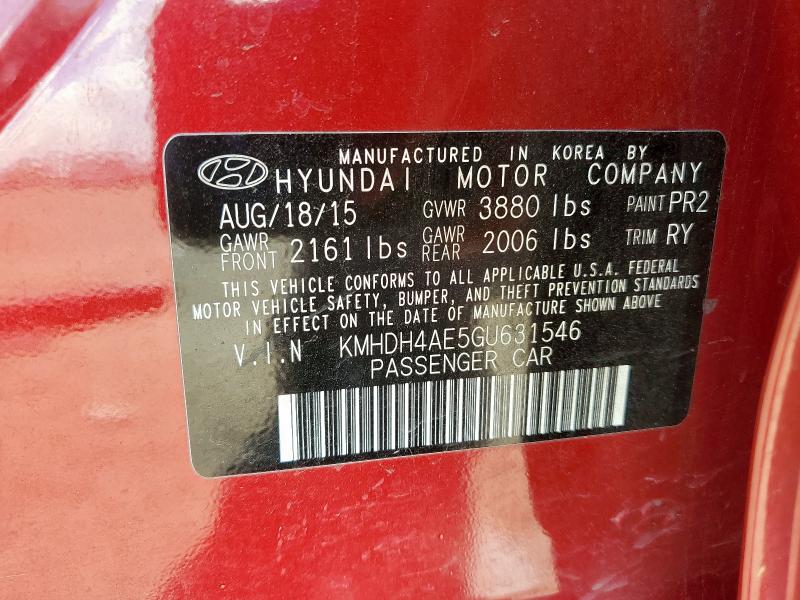 MANUFACTURED IN KOREA BY
HYUNDAI MOTOR COMPANY
AUG/18/15 GVWR 3880 lbs PAINT PR2
GAWR FRONT 2161 lbs GAWR REAR 2006 lbs TRIM RY
THIS VEHICLE CONFORMS TO ALL APPLICABLE U.S.A. FEDERAL
MOTOR VEHICLE SAFETY, BUMPER, AND THEFT PREVENTION STANDARDS
IN EFFECT ON THE DATE OF MANUFACTURE SHOWN ABOVE
V.I.N KMHDH4AE5GU631546
PASSENGER CAR